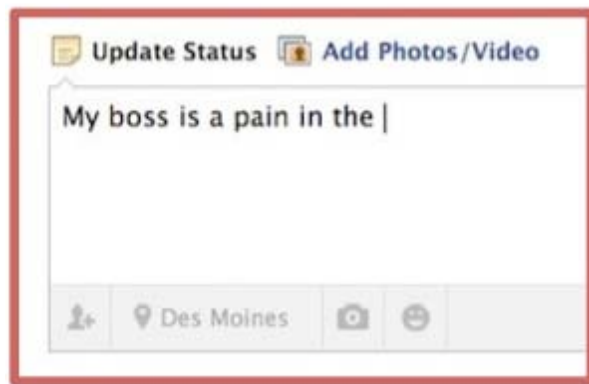 Update Status Add Photos/Video
My boss is a pain in the
Des Moines